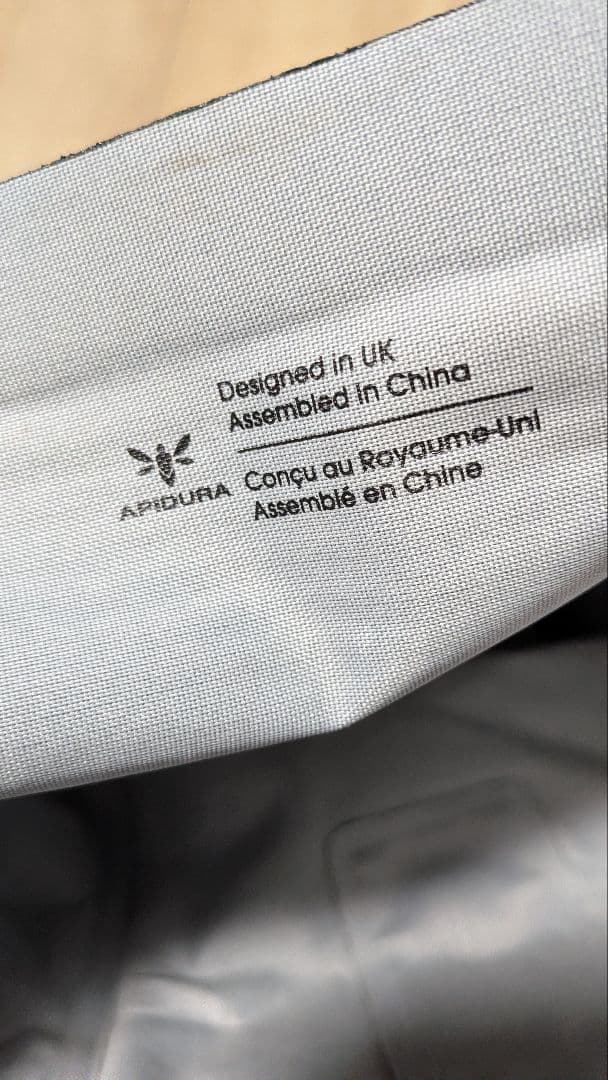 Designed in UK
Assembled in China
APIDURA
Conçu au Royaume-Uni
Assemblé en Chine